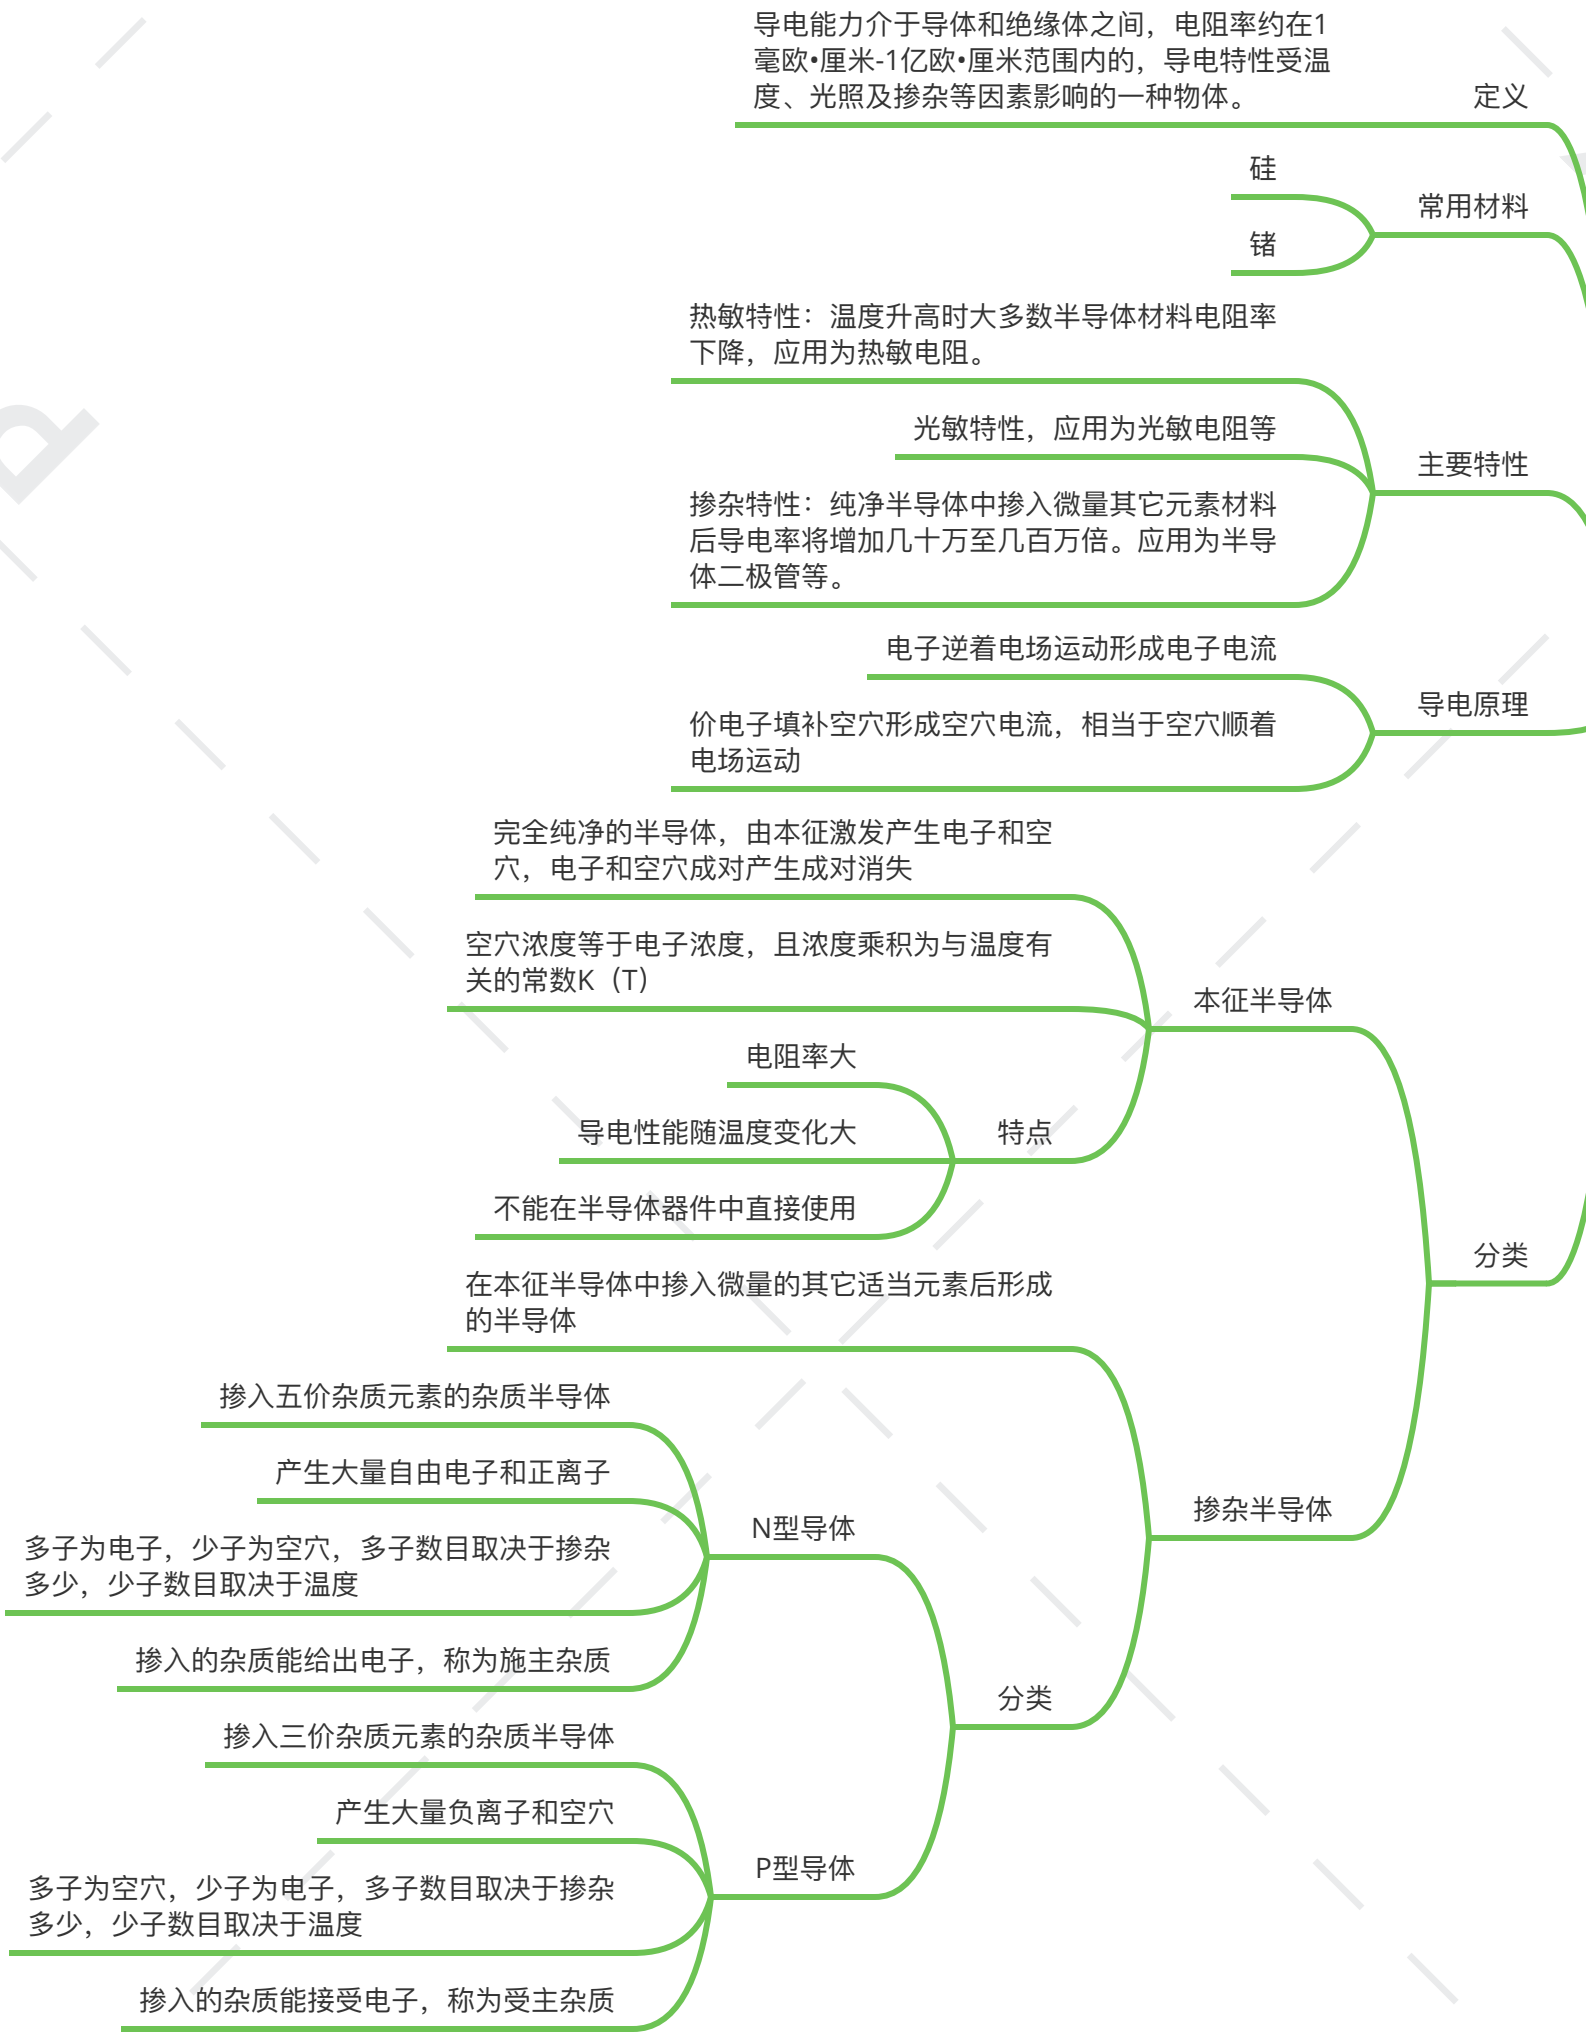 导电能力介于导体和绝缘体之间，电阻率约在1
毫欧•厘米-1亿欧•厘米范围内的，导电特性受温
度、光照及掺杂等因素影响的一种物体。
定义
硅
常用材料
锗
热敏特性：温度升高时大多数半导体材料电阻率
下降，应用为热敏电阻。
光敏特性，应用为光敏电阻等
主要特性
掺杂特性：纯净半导体中掺入微量其它元素材料
后导电率将增加几十万至几百万倍。应用为半导
体二极管等。
电子逆着电场运动形成电子电流
导电原理
价电子填补空穴形成空穴电流，相当于空穴顺着
电场运动
完全纯净的半导体，由本征激发产生电子和空
穴，电子和空穴成对产生成对消失
空穴浓度等于电子浓度，且浓度乘积为与温度有
关的常数K（T）
本征半导体
电阻率大
导电性能随温度变化大
特点
不能在半导体器件中直接使用
分类
在本征半导体中掺入微量的其它适当元素后形成
的半导体
掺入五价杂质元素的杂质半导体
产生大量自由电子和正离子
掺杂半导体
N型导体
多子为电子，少子为空穴，多子数目取决于掺杂
多少，少子数目取决于温度
掺入的杂质能给出电子，称为施主杂质
分类
掺入三价杂质元素的杂质半导体
产生大量负离子和空穴
P型导体
多子为空穴，少子为电子，多子数目取决于掺杂
多少，少子数目取决于温度
掺入的杂质能接受电子，称为受主杂质